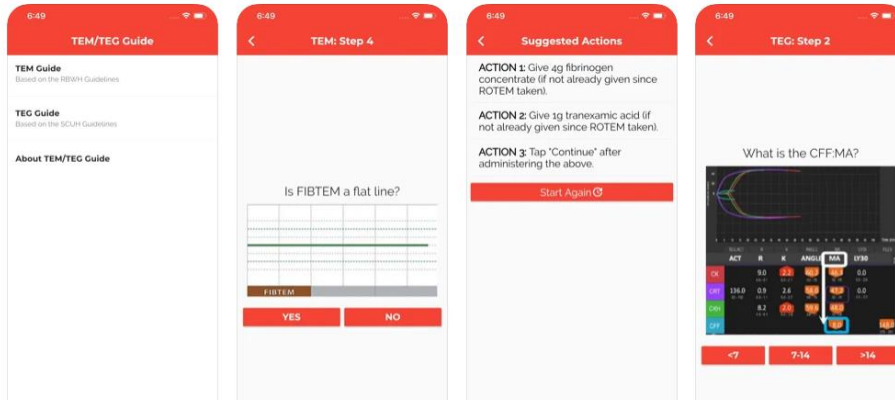 6:49
TEM/TEG Guide
TEM Guide
Based on the RBWH Guidelines
TEG Guide
Based on the SCUH Guidelines
About TEM/TEG Guide
6:49
TEM: Step 4
Is FIBTEM a flat line?
FIBTEM
YES NO
6:49
Suggested Actions
ACTION 1: Give 4g fibrinogen
concentrate (if not already given since
ROTEM taken).
ACTION 2: Give 1g tranexamic acid (if
not already given since ROTEM taken).
ACTION 3: Tap "Continue" after
administering the above.
Start Again
6:49
TEG: Step 2
What is the CFF:MA?
ACT R K ANGLE MA LY30
CK 9.0 2.2 0.0
CRT 136.0 0.9 2.6 47.2 0.0
8.2 2.0
CFF
<7 7-14 >14